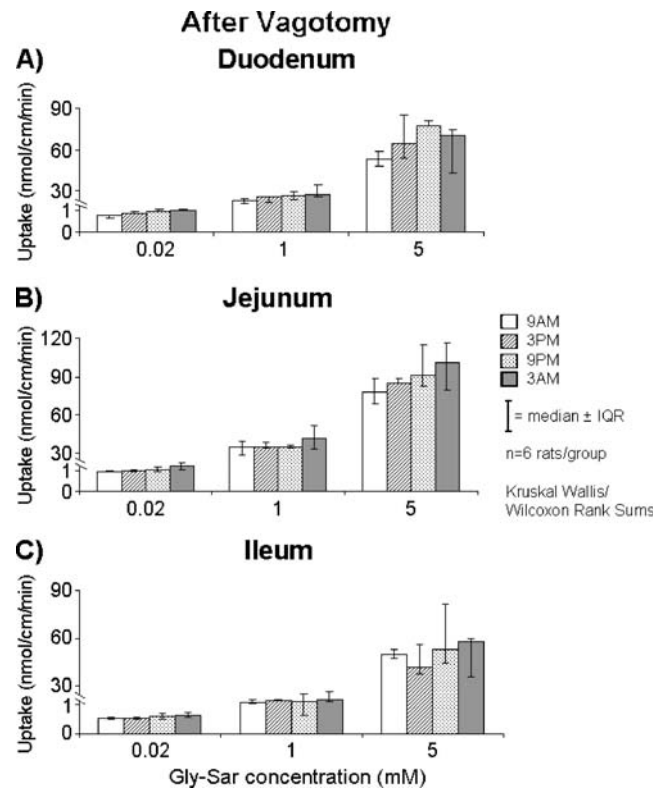 After Vagotomy
A) Duodenum
Uptake (nmol/cm/min)
90
60
30
1
0
0.02 1 5
B) Jejunum
Uptake (nmol/cm/min)
120
90
60
30
1
0
0.02 1 5
9AM
3PM
9PM
3AM
= median ± IQR
n=6 rats/group
Kruskal Wallis/
Wilcoxon Rank Sums
C) Ileum
Uptake (nmol/cm/min)
90
60
30
1
0
0.02 1 5
Gly-Sar concentration (mM)